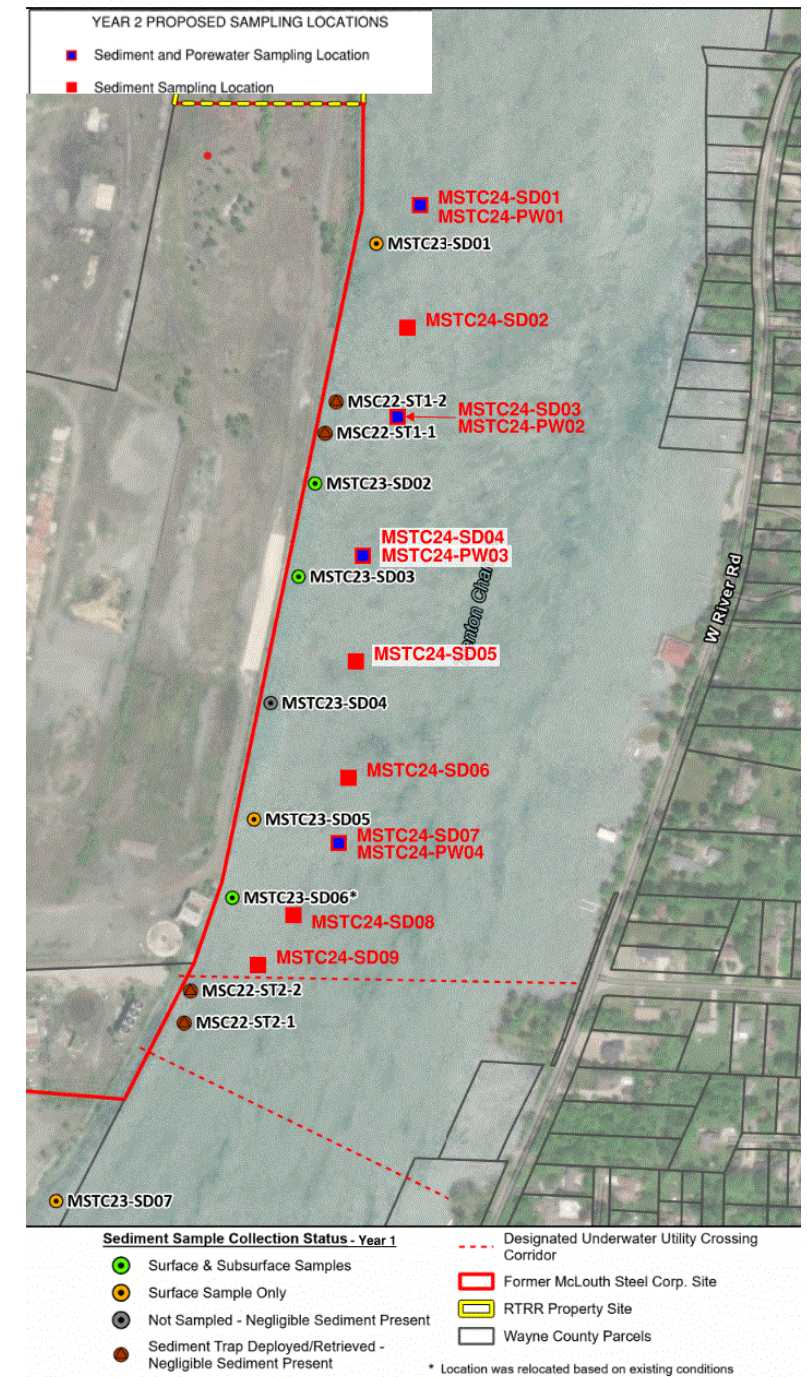 YEAR 2 PROPOSED SAMPLING LOCATIONS
Sediment and Porewater Sampling Location
Sediment Sampling Location
MSTC24-SD01
MSTC24-PW01
MSTC23-SD01
MSTC24-SD02
MSC22-ST1-2
MSTC24-SD03
MSTC24-PW02
MSC22-ST1-1
MSTC23-SD02
MSTC24-SD04
MSTC24-PW03
MSTC23-SD03
W River Rd
MSTC24-SD05
MSTC23-SD04
MSTC24-SD06
MSTC23-SD05
MSTC24-SD07
MSTC24-PW04
MSTC23-SD06*
MSTC24-SD08
MSTC24-SD09
MSC22-ST2-2
MSC22-ST2-1
MSTC23-SD07
Sediment Sample Collection Status - Year 1
Surface & Subsurface Samples
Surface Sample Only
Not Sampled - Negligible Sediment Present
Sediment Trap Deployed/Retrieved -
Negligible Sediment Present
Designated Underwater Utility Crossing
Corridor
Former McLouth Steel Corp. Site
RTRR Property Site
Wayne County Parcels
* Location was relocated based on existing conditions